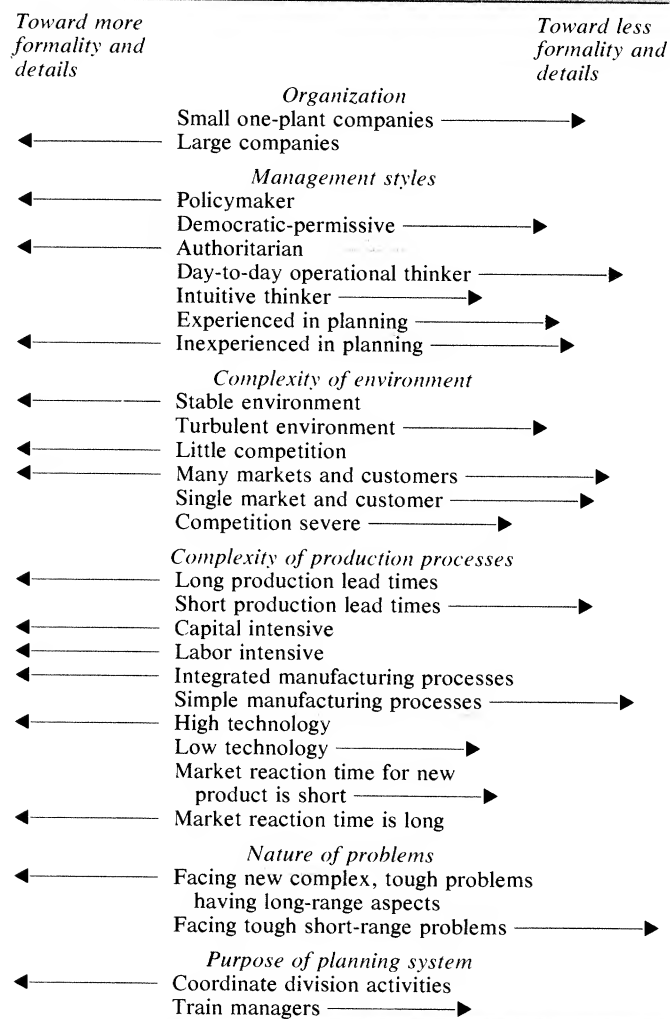 Toward more
formality and
details
Toward less
formality and
details
Organization
Small one-plant companies
Large companies
Management styles
Policymaker
Democratic-permissive
Authoritarian
Day-to-day operational thinker
Intuitive thinker
Experienced in planning
Inexperienced in planning
Complexity of environment
Stable environment
Turbulent environment
Little competition
Many markets and customers
Single market and customer
Competition severe
Complexity of production processes
Long production lead times
Short production lead times
Capital intensive
Labor intensive
Integrated manufacturing processes
Simple manufacturing processes
High technology
Low technology
Market reaction time for new
product is short
Market reaction time is long
Nature of problems
Facing new complex, tough problems
having long-range aspects
Facing tough short-range problems
Purpose of planning system
Coordinate division activities
Train managers